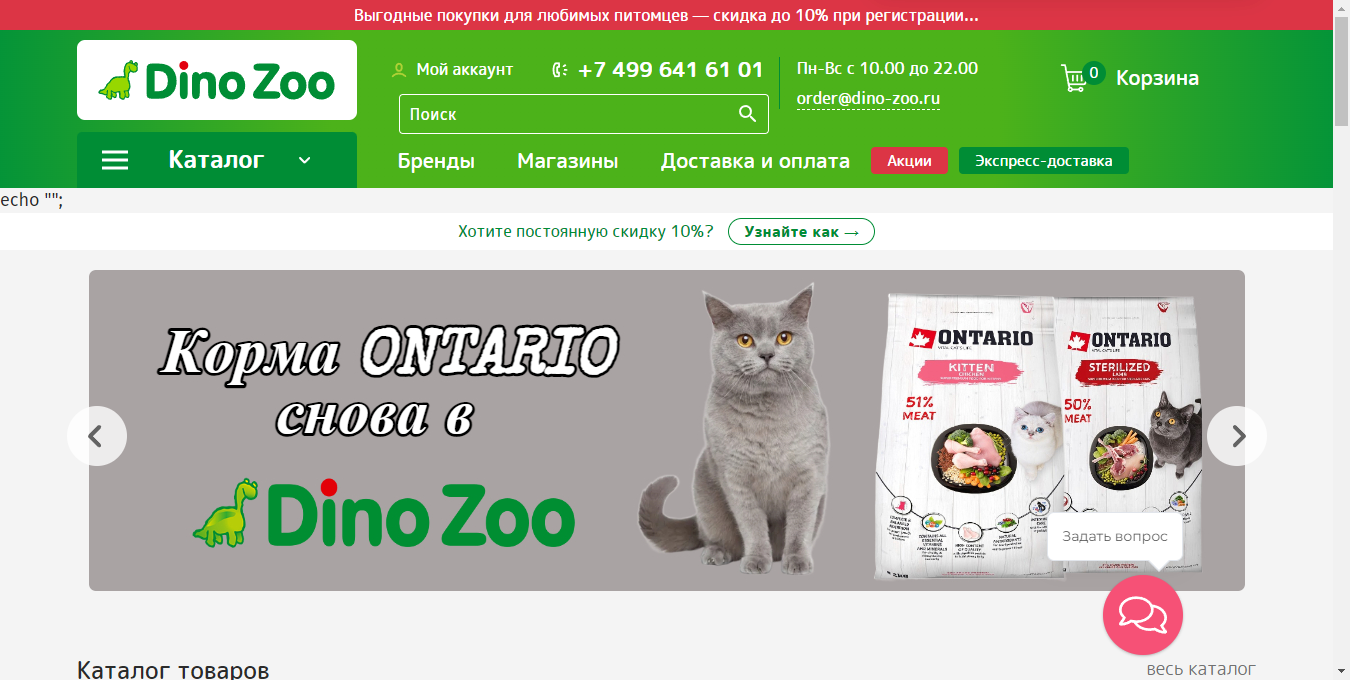 Выгодные покупки для любимых питомцев — скидка до 10% при регистрации...
Dino Zoo
Мой аккаунт
+7 499 641 61 01
Пн-Вс с 10.00 до 22.00
order@dino-zoo.ru
0
Корзина
Поиск
Каталог
Бренды
Магазины
Доставка и оплата
Акции
Экспресс-доставка
echo "";
Хотите постоянную скидку 10%?
Узнайте как →
Корма ONTARIO
снова в
Dino Zoo
ONTARIO
KITTEN
CHICKEN
51%
MEAT
ONTARIO
STERILIZED
LAMB
50%
MEAT
Задать вопрос
Каталог товаров
весь каталог